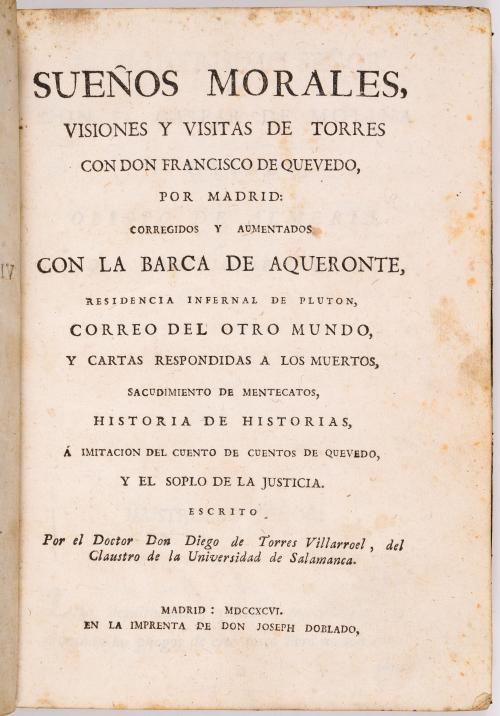 SUEÑOS MORALES,
VISIONES Y VISITAS DE TORRES
CON DON FRANCISCO DE QUEVEDO,
POR MADRID:
CORREGIDOS Y AUMENTADOS
CON LA BARCA DE AQUERONTE,
RESIDENCIA INFERNAL DE PLUTON,
CORREO DEL OTRO MUNDO,
Y CARTAS RESPONDIDAS A LOS MUERTOS,
SACUDIMIENTO DE MENTECATOS,
HISTORIA DE HISTORIAS,
Á IMITACION DEL CUENTO DE CUENTOS DE QUEVEDO,
Y EL SOPLO DE LA JUSTICIA.
ESCRITO
Por el Doctor Don Diego de Torres Villarroel, del
Claustro de la Universidad de Salamanca.
MADRID: MDCCXCVI.
EN LA IMPRENTA DE DON JOSEPH DOBLADO,